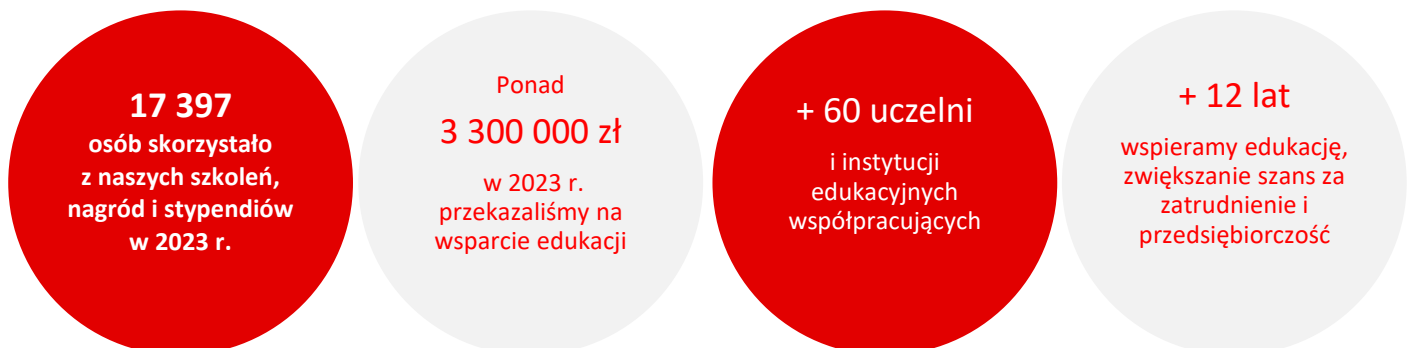 17 397
osób skorzystało
z naszych szkoleń,
nagród i stypendiów
w 2023 r.
Ponad
3 300 000 zł
w 2023 r.
przekazaliśmy na
wsparcie edukacji
+ 60 uczelni
i instytucji
edukacyjnych
współpracujących
+ 12 lat
wspieramy edukację,
zwiększanie szans za
zatrudnienie i
przedsiębiorczość